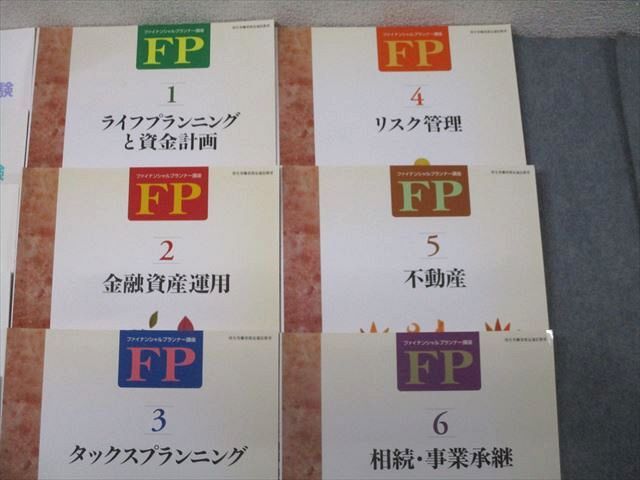 ファイナンシャルプランナー講座
FP
1
ライフプランニング
と資金計画
ファイナンシャルプランナー講座
FP
4
リスク管理
ファイナンシャルプランナー講座
FP
2
金融資産運用
ファイナンシャルプランナー講座
FP
5
不動産
ファイナンシャルプランナー講座
FP
3
タックスプランニング
ファイナンシャルプランナー講座
FP
6
相続・事業承継
験
験